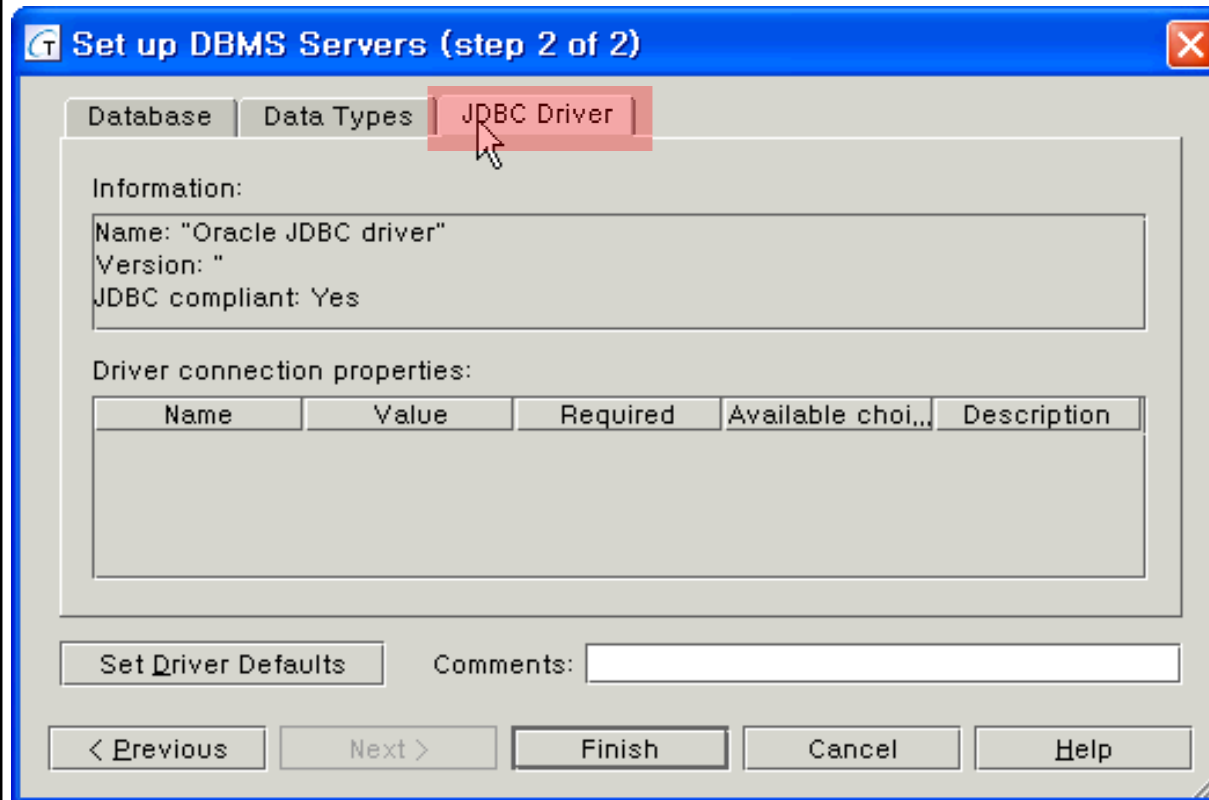 Set up DBMS Servers (step 2 of 2)
Database Data Types JDBC Driver
Information:
Name: "Oracle JDBC driver"
Version: "
JDBC compliant: Yes
Driver connection properties:
Name Value Required Available choi... Description
Set Driver Defaults Comments:
< Previous Next > Finish Cancel Help